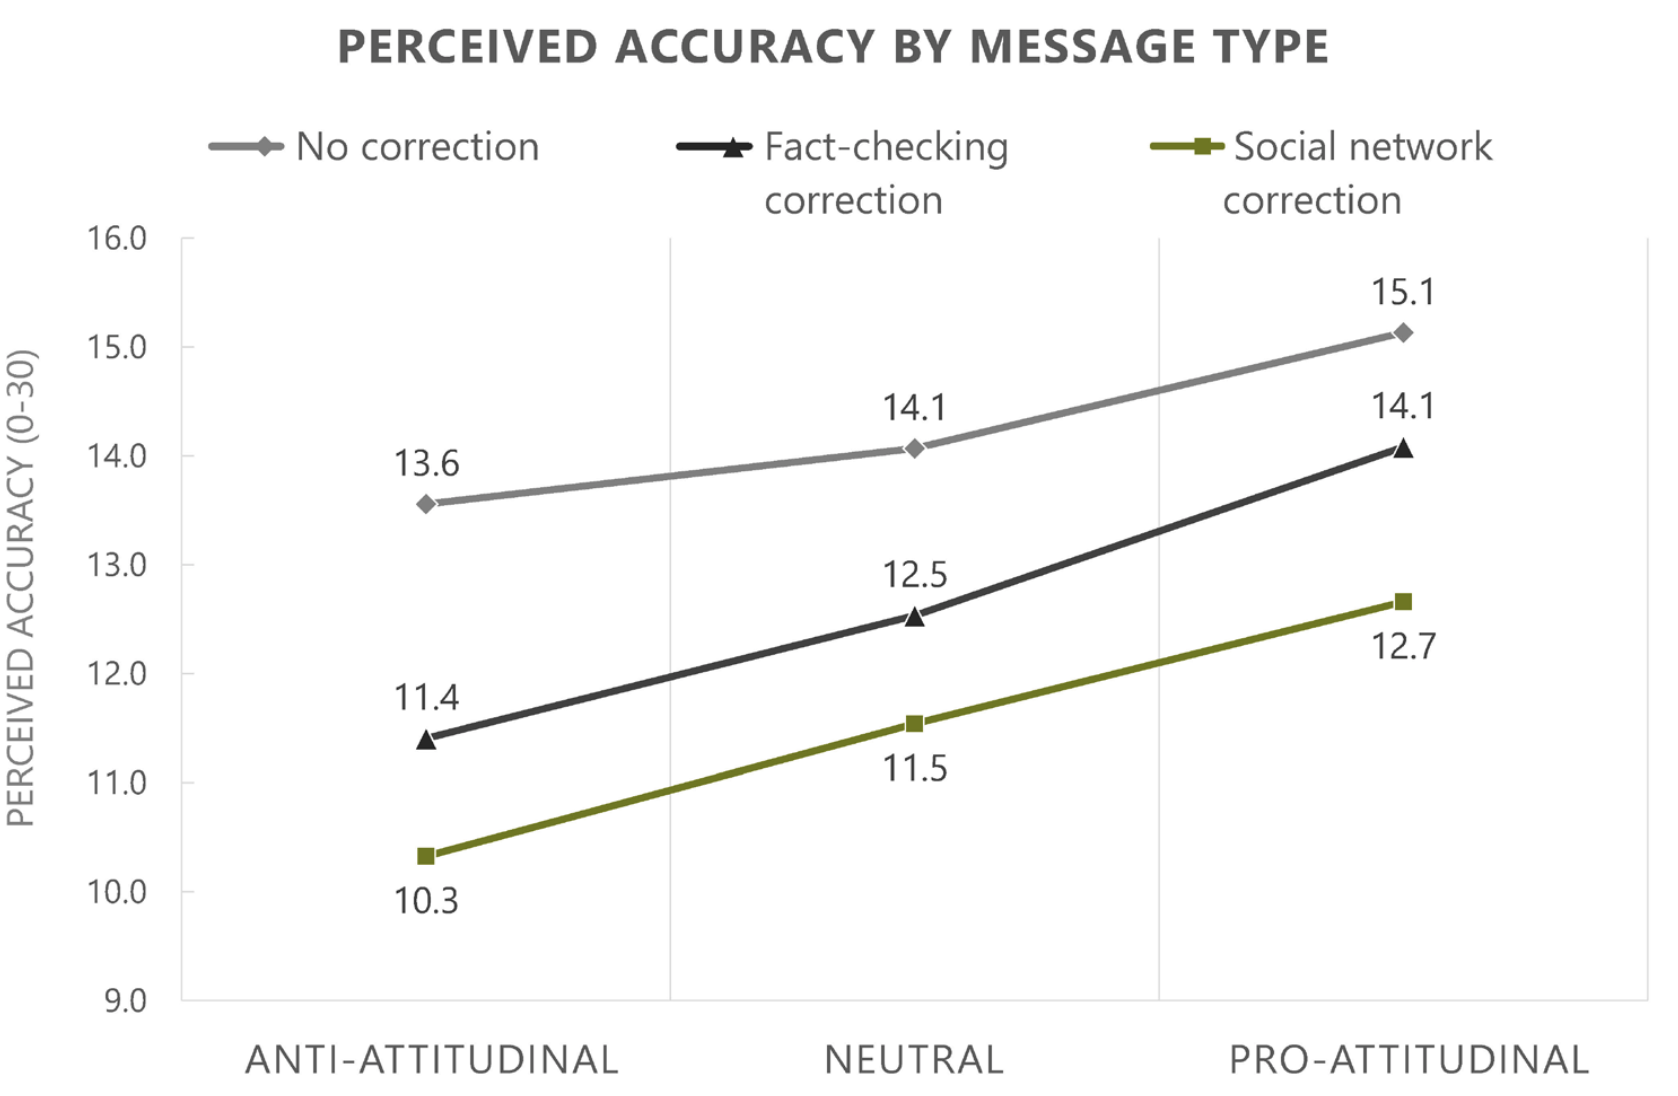 PERCEIVED ACCURACY BY MESSAGE TYPE
No correction
Fact-checking
correction
Social network
correction
PERCEIVED ACCURACY (0-30)
16.0
15.0
14.0
13.0
12.0
11.0
10.0
9.0
13.6
14.1
15.1
11.4
12.5
14.1
10.3
11.5
12.7
ANTI-ATTITUDINAL
NEUTRAL
PRO-ATTITUDINAL